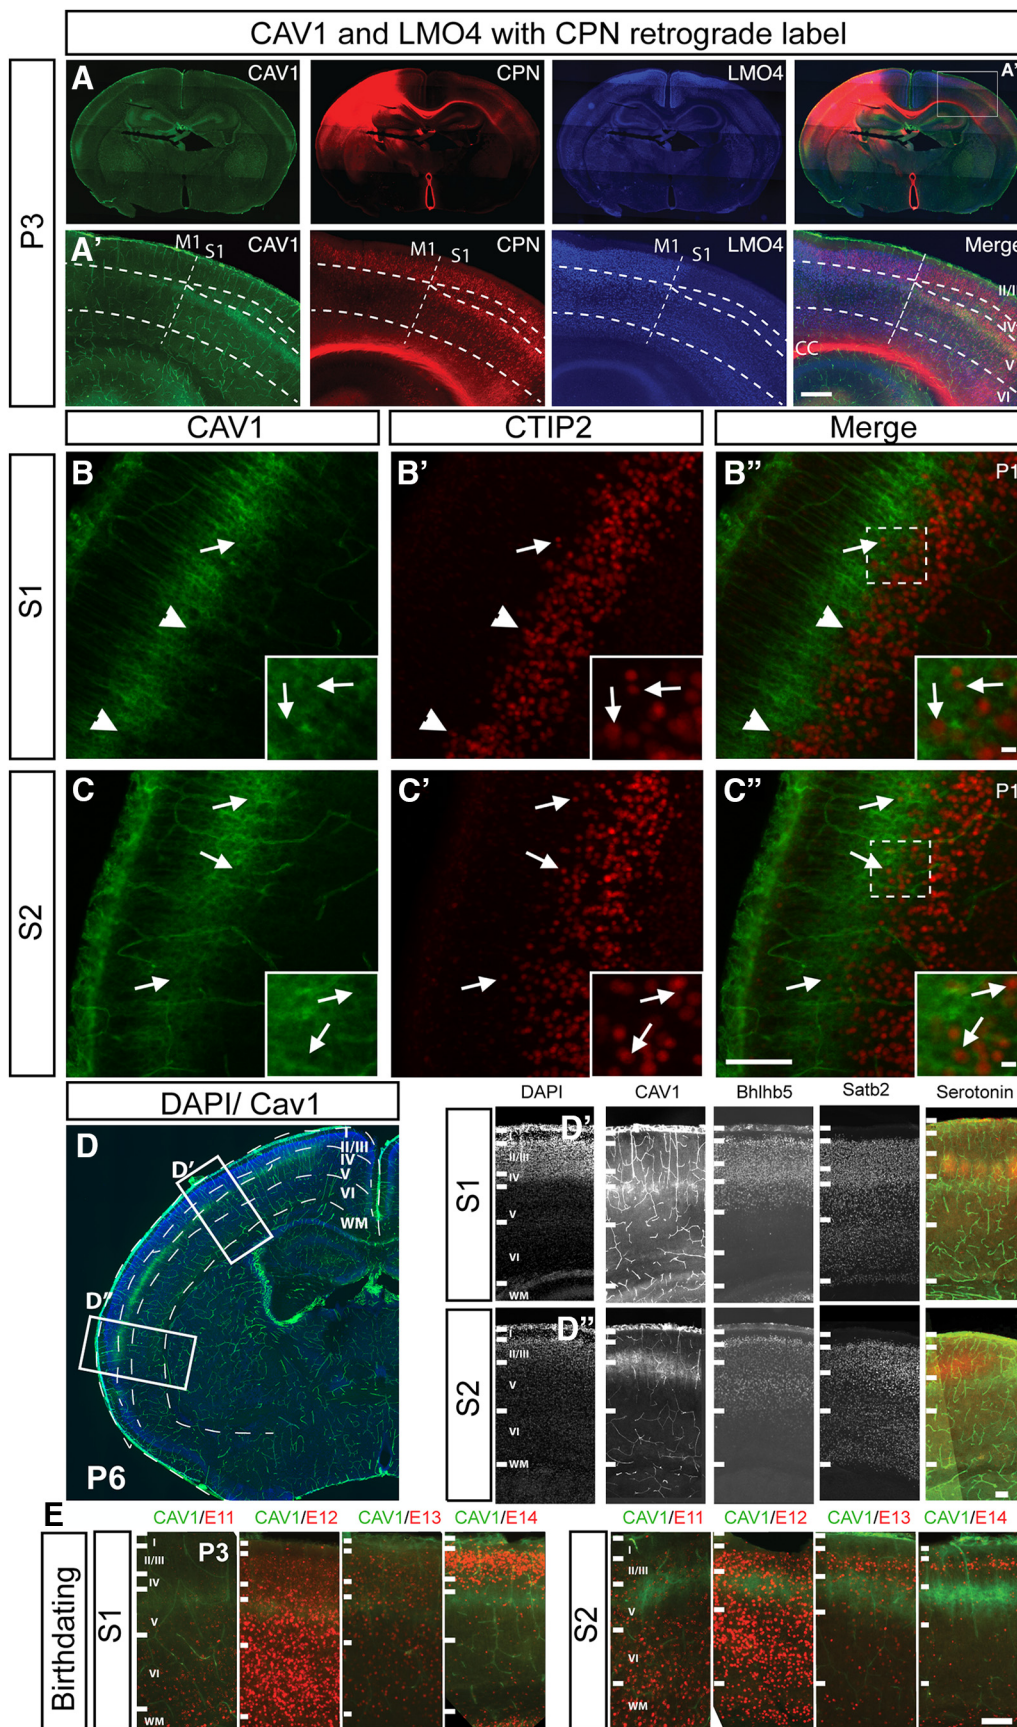 CAV1 and LMO4 with CPN retrograde label
P3
A CAV1 CPN LMO4 A'
A' M1 S1 CAV1 M1 S1 CPN M1 S1 LMO4 Merge
II/I
IV
V
VI
CC
CAV1 CTIP2 Merge
S1
B B' B" P1
S2
C C' C" P1
DAPI/ Cav1
D
D'
D"
I
II/III
IV
V
VI
WM
P6
DAPI CAV1 Bhlhb5 Satb2 Serotonin
S1
D'
I
II/III
IV
V
VI
WM
S2
D"
I
II/III
V
VI
WM
E
CAV1/E11 CAV1/E12 CAV1/E13 CAV1/E14 CAV1/E11 CAV1/E12 CAV1/E13 CAV1/E14
Birthdating
S1
P3
I
II/III
IV
V
VI
WM
S2
I
II/III
V
VI
WM